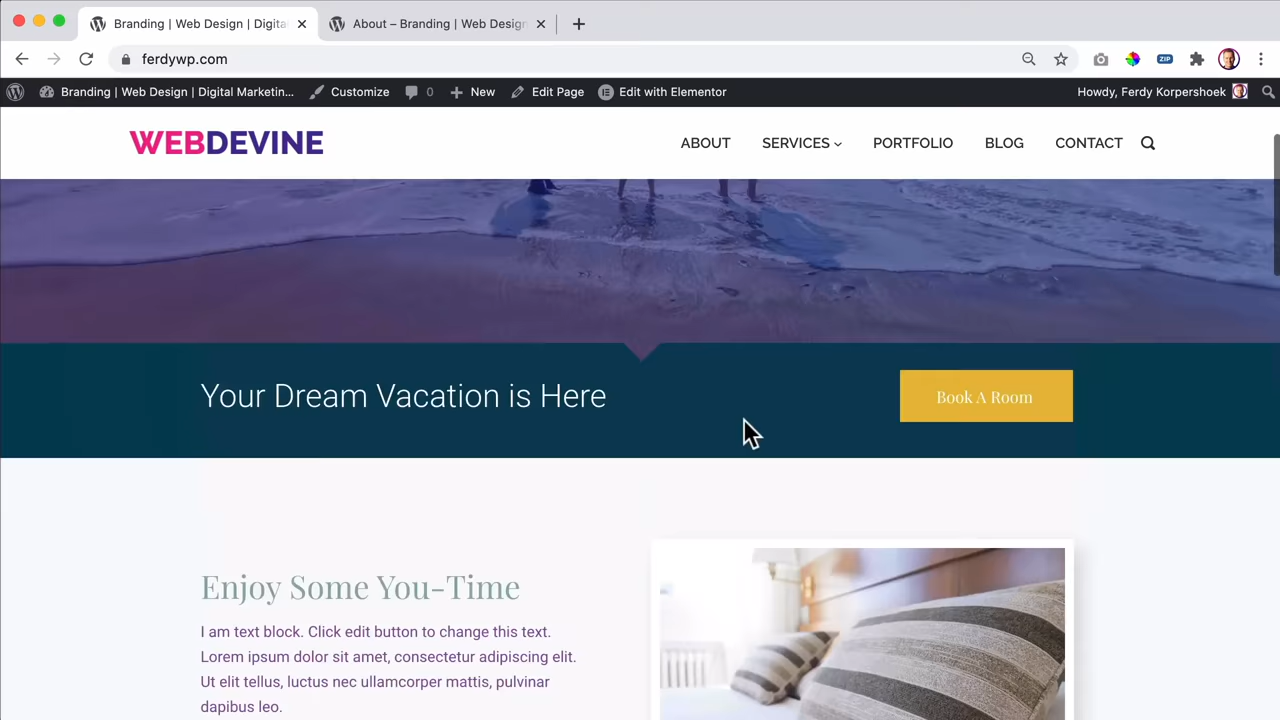 Branding | Web Design | Digita
About – Branding | Web Design
ferdywp.com
ZIP
Branding | Web Design | Digital Marketin...
Customize
0
New
Edit Page
Edit with Elementor
Howdy, Ferdy Korpershoek
WEBDEVINE
ABOUT
SERVICES
PORTFOLIO
BLOG
CONTACT
Your Dream Vacation is Here
Book A Room
Enjoy Some You-Time
I am text block. Click edit button to change this text.
Lorem ipsum dolor sit amet, consectetur adipiscing elit.
Ut elit tellus, luctus nec ullamcorper mattis, pulvinar
dapibus leo.